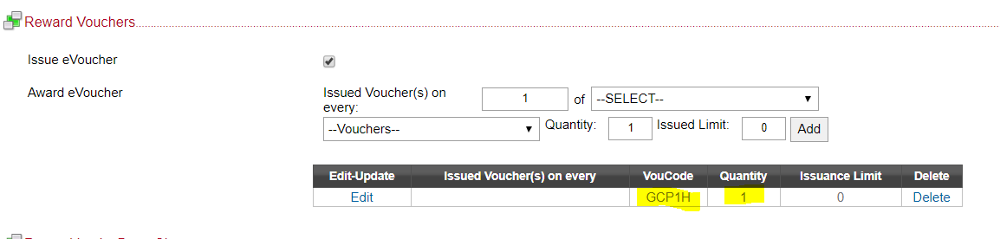 Reward Vouchers
Issue eVoucher
Award eVoucher
Issued Voucher(s) on every: 1 of --SELECT--
--Vouchers-- Quantity: 1 Issued Limit: 0 Add
Edit-Update Issued Voucher(s) on every VouCode Quantity Issuance Limit Delete
Edit GCP1H 1 0 Delete